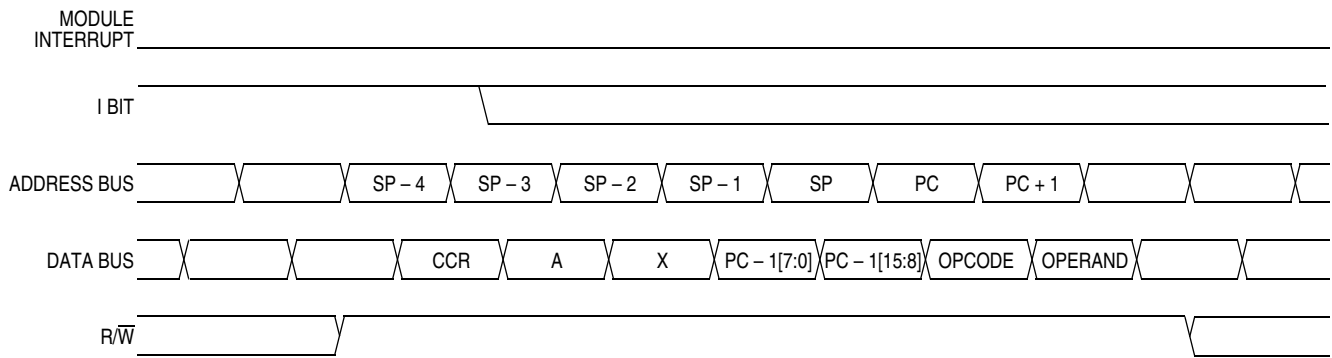 MODULE
INTERRUPT
I BIT
ADDRESS BUS SP – 4 SP – 3 SP – 2 SP – 1 SP PC PC + 1
DATA BUS CCR A X PC – 1[7:0] PC – 1[15:8] OPCODE OPERAND
R/W̅